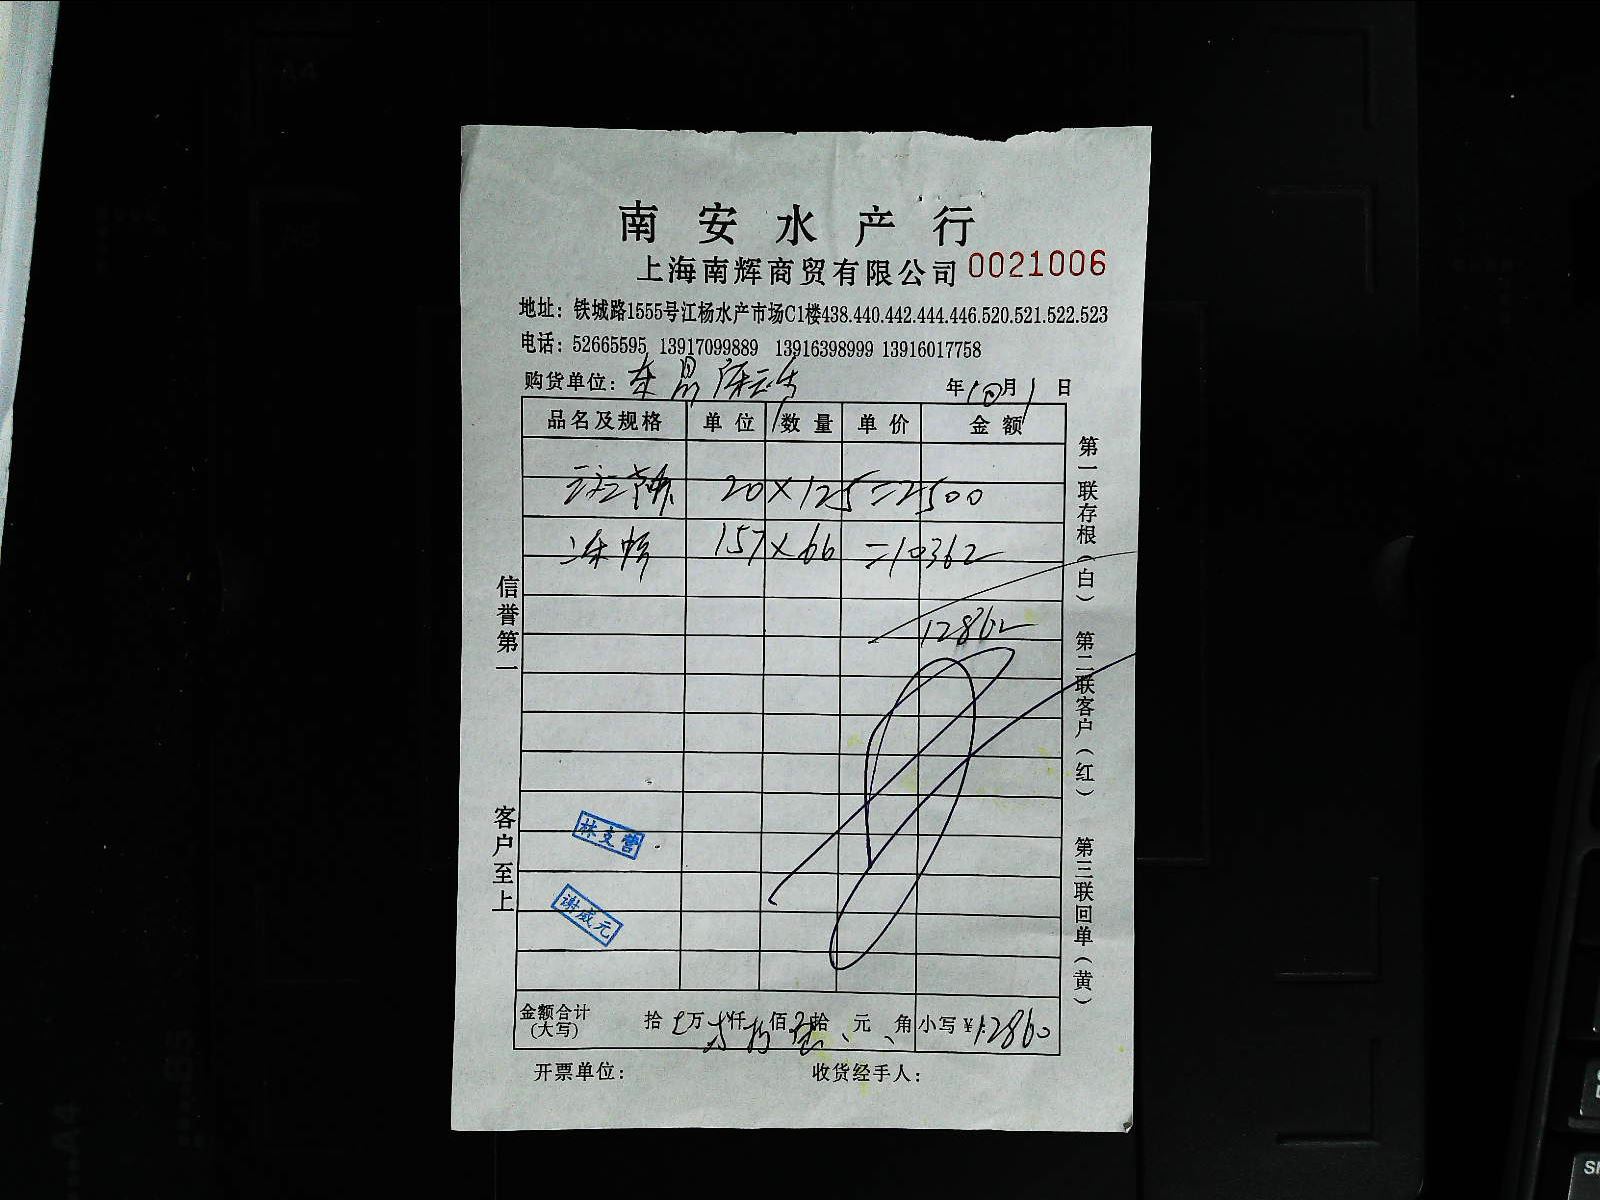 南安水产行
上海南辉商贸有限公司 0021006
地址：铁城路1555号江杨水产市场C1楼438.440.442.444.446.520.521.522.523
电话：52665595 13917099889 13916398999 13916017758
购货单位： 年10月1日
品名及规格 单位 数量 单价 金额
20×125=2500
157×66=10362
12862
信誉第一
客户至上
第一联存根（白） 第二联客户（红） 第三联回单（黄）
林支营
谢成元
金额合计(大写) 拾 万 仟 佰 拾 元 角 小写￥12860
开票单位： 收货经手人：